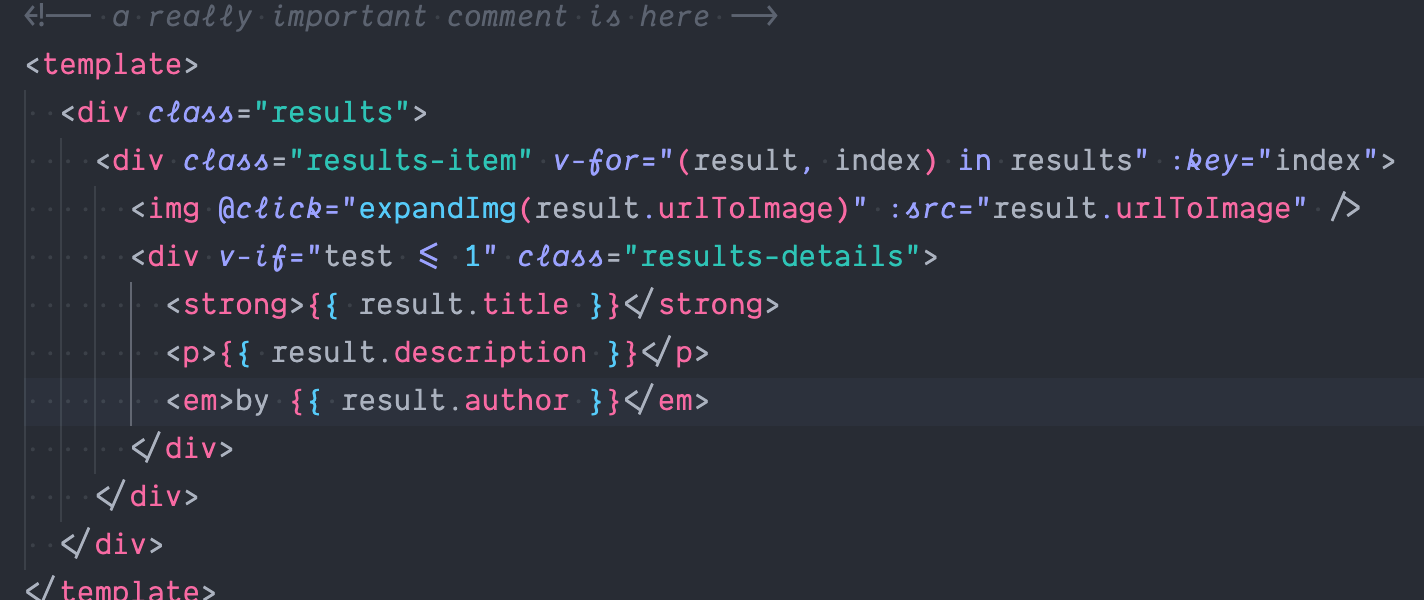 <!-- a really important comment is here -->
<template>
  <div class="results">
    <div class="results-item" v-for="(result, index) in results" :key="index">
      <img @click="expandImg(result.urlToImage)" :src="result.urlToImage" />
      <div v-if="test <= 1" class="results-details">
        <strong>{{ result.title }}</strong>
        <p>{{ result.description }}</p>
        <em>by {{ result.author }}</em>
      </div>
    </div>
  </div>
</template>